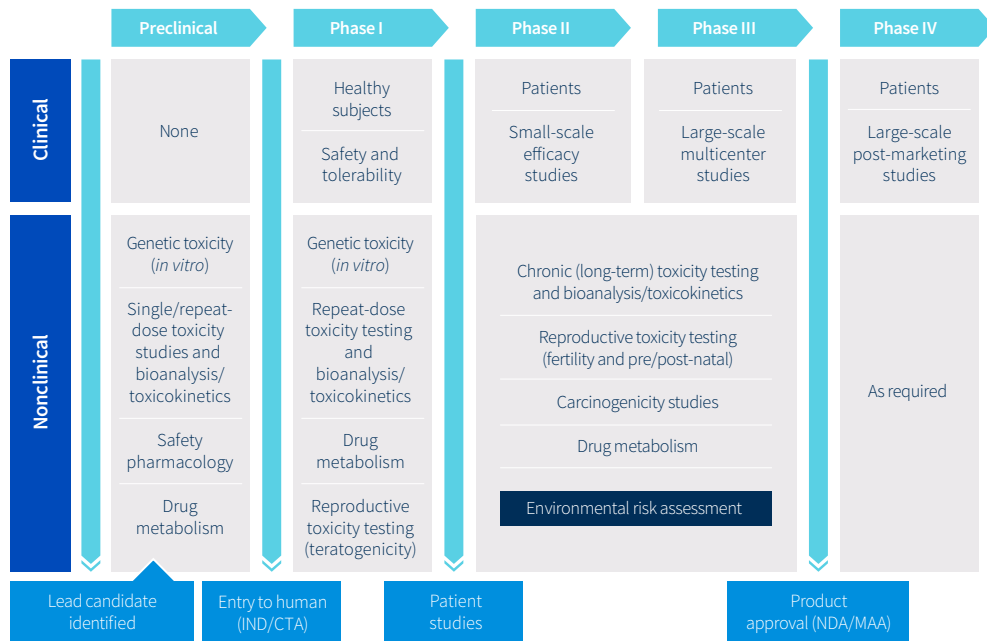 Preclinical
Phase I
Phase II
Phase III
Phase IV
Clinical
None
Healthy
subjects
Safety and
tolerability
Patients
Small-scale
efficacy
studies
Patients
Large-scale
multicenter
studies
Patients
Large-scale
post-marketing
studies
Nonclinical
Genetic toxicity
(in vitro)
Single/repeat-
dose toxicity
studies and
bioanalysis/
toxicokinetics
Safety
pharmacology
Drug
metabolism
Genetic toxicity
(in vitro)
Repeat-dose
toxicity testing
and
bioanalysis/
toxicokinetics
Drug
metabolism
Reproductive
toxicity testing
(teratogenicity)
Chronic (long-term) toxicity testing
and bioanalysis/toxicokinetics
Reproductive toxicity testing
(fertility and pre/post-natal)
Carcinogenicity studies
Drug metabolism
Environmental risk assessment
As required
Lead candidate
identified
Entry to human
(IND/CTA)
Patient
studies
Product
approval (NDA/MAA)